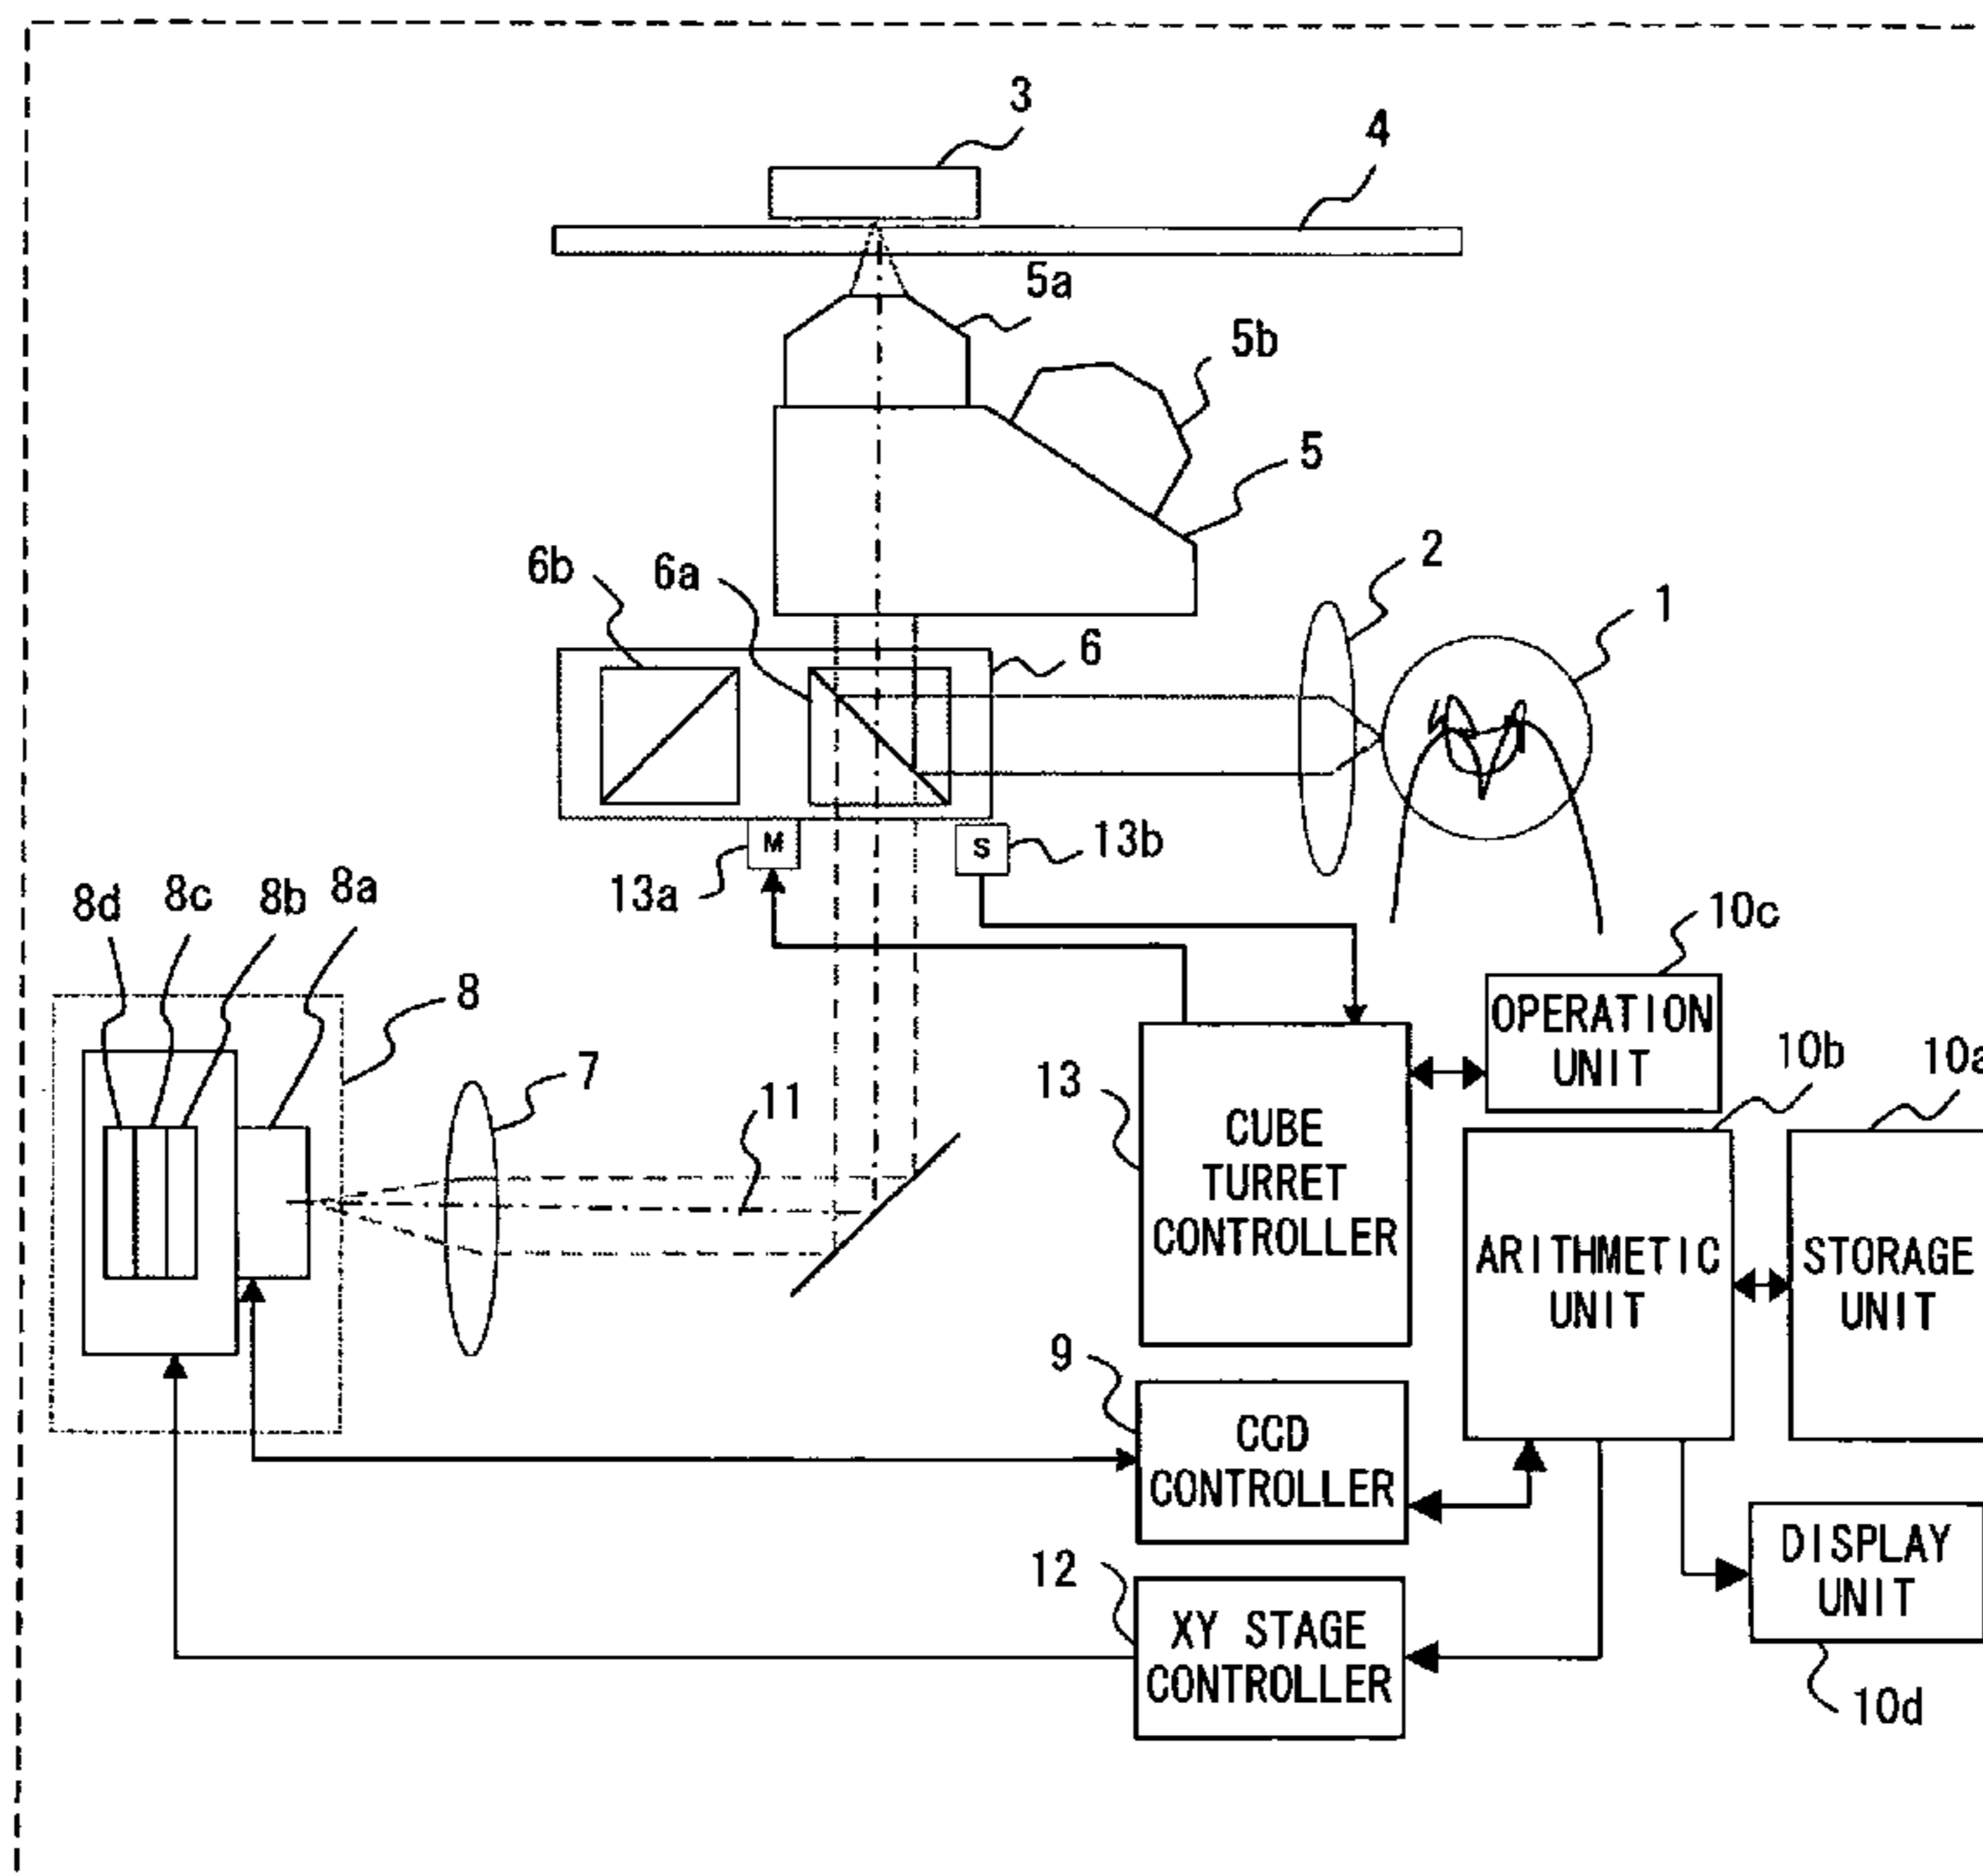 3
4
5a
5b
5
2
1
6b
6a
6
M
S
13b
13a
8d
8c
8b
8a
10c
8
OPERATION
UNIT
10b
10a
7
11
13
CUBE
TURRET
CONTROLLER
ARITHMETIC
UNIT
STORAGE
UNIT
9
CCD
CONTROLLER
12
XY STAGE
CONTROLLER
DISPLAY
UNIT
10d